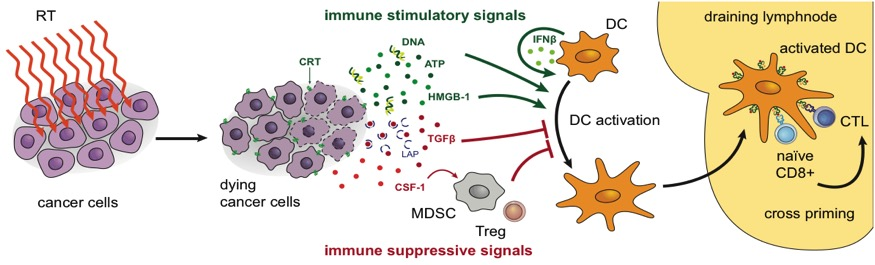 RT
cancer cells
immune stimulatory signals
CRT
DNA
ATP
HMGB-1
TGFβ
LAP
CSF-1
dying
cancer cells
MDSC
Treg
immune suppressive signals
IFNβ
DC
DC activation
draining lymphnode
activated DC
CTL
naïve
CD8+
cross priming